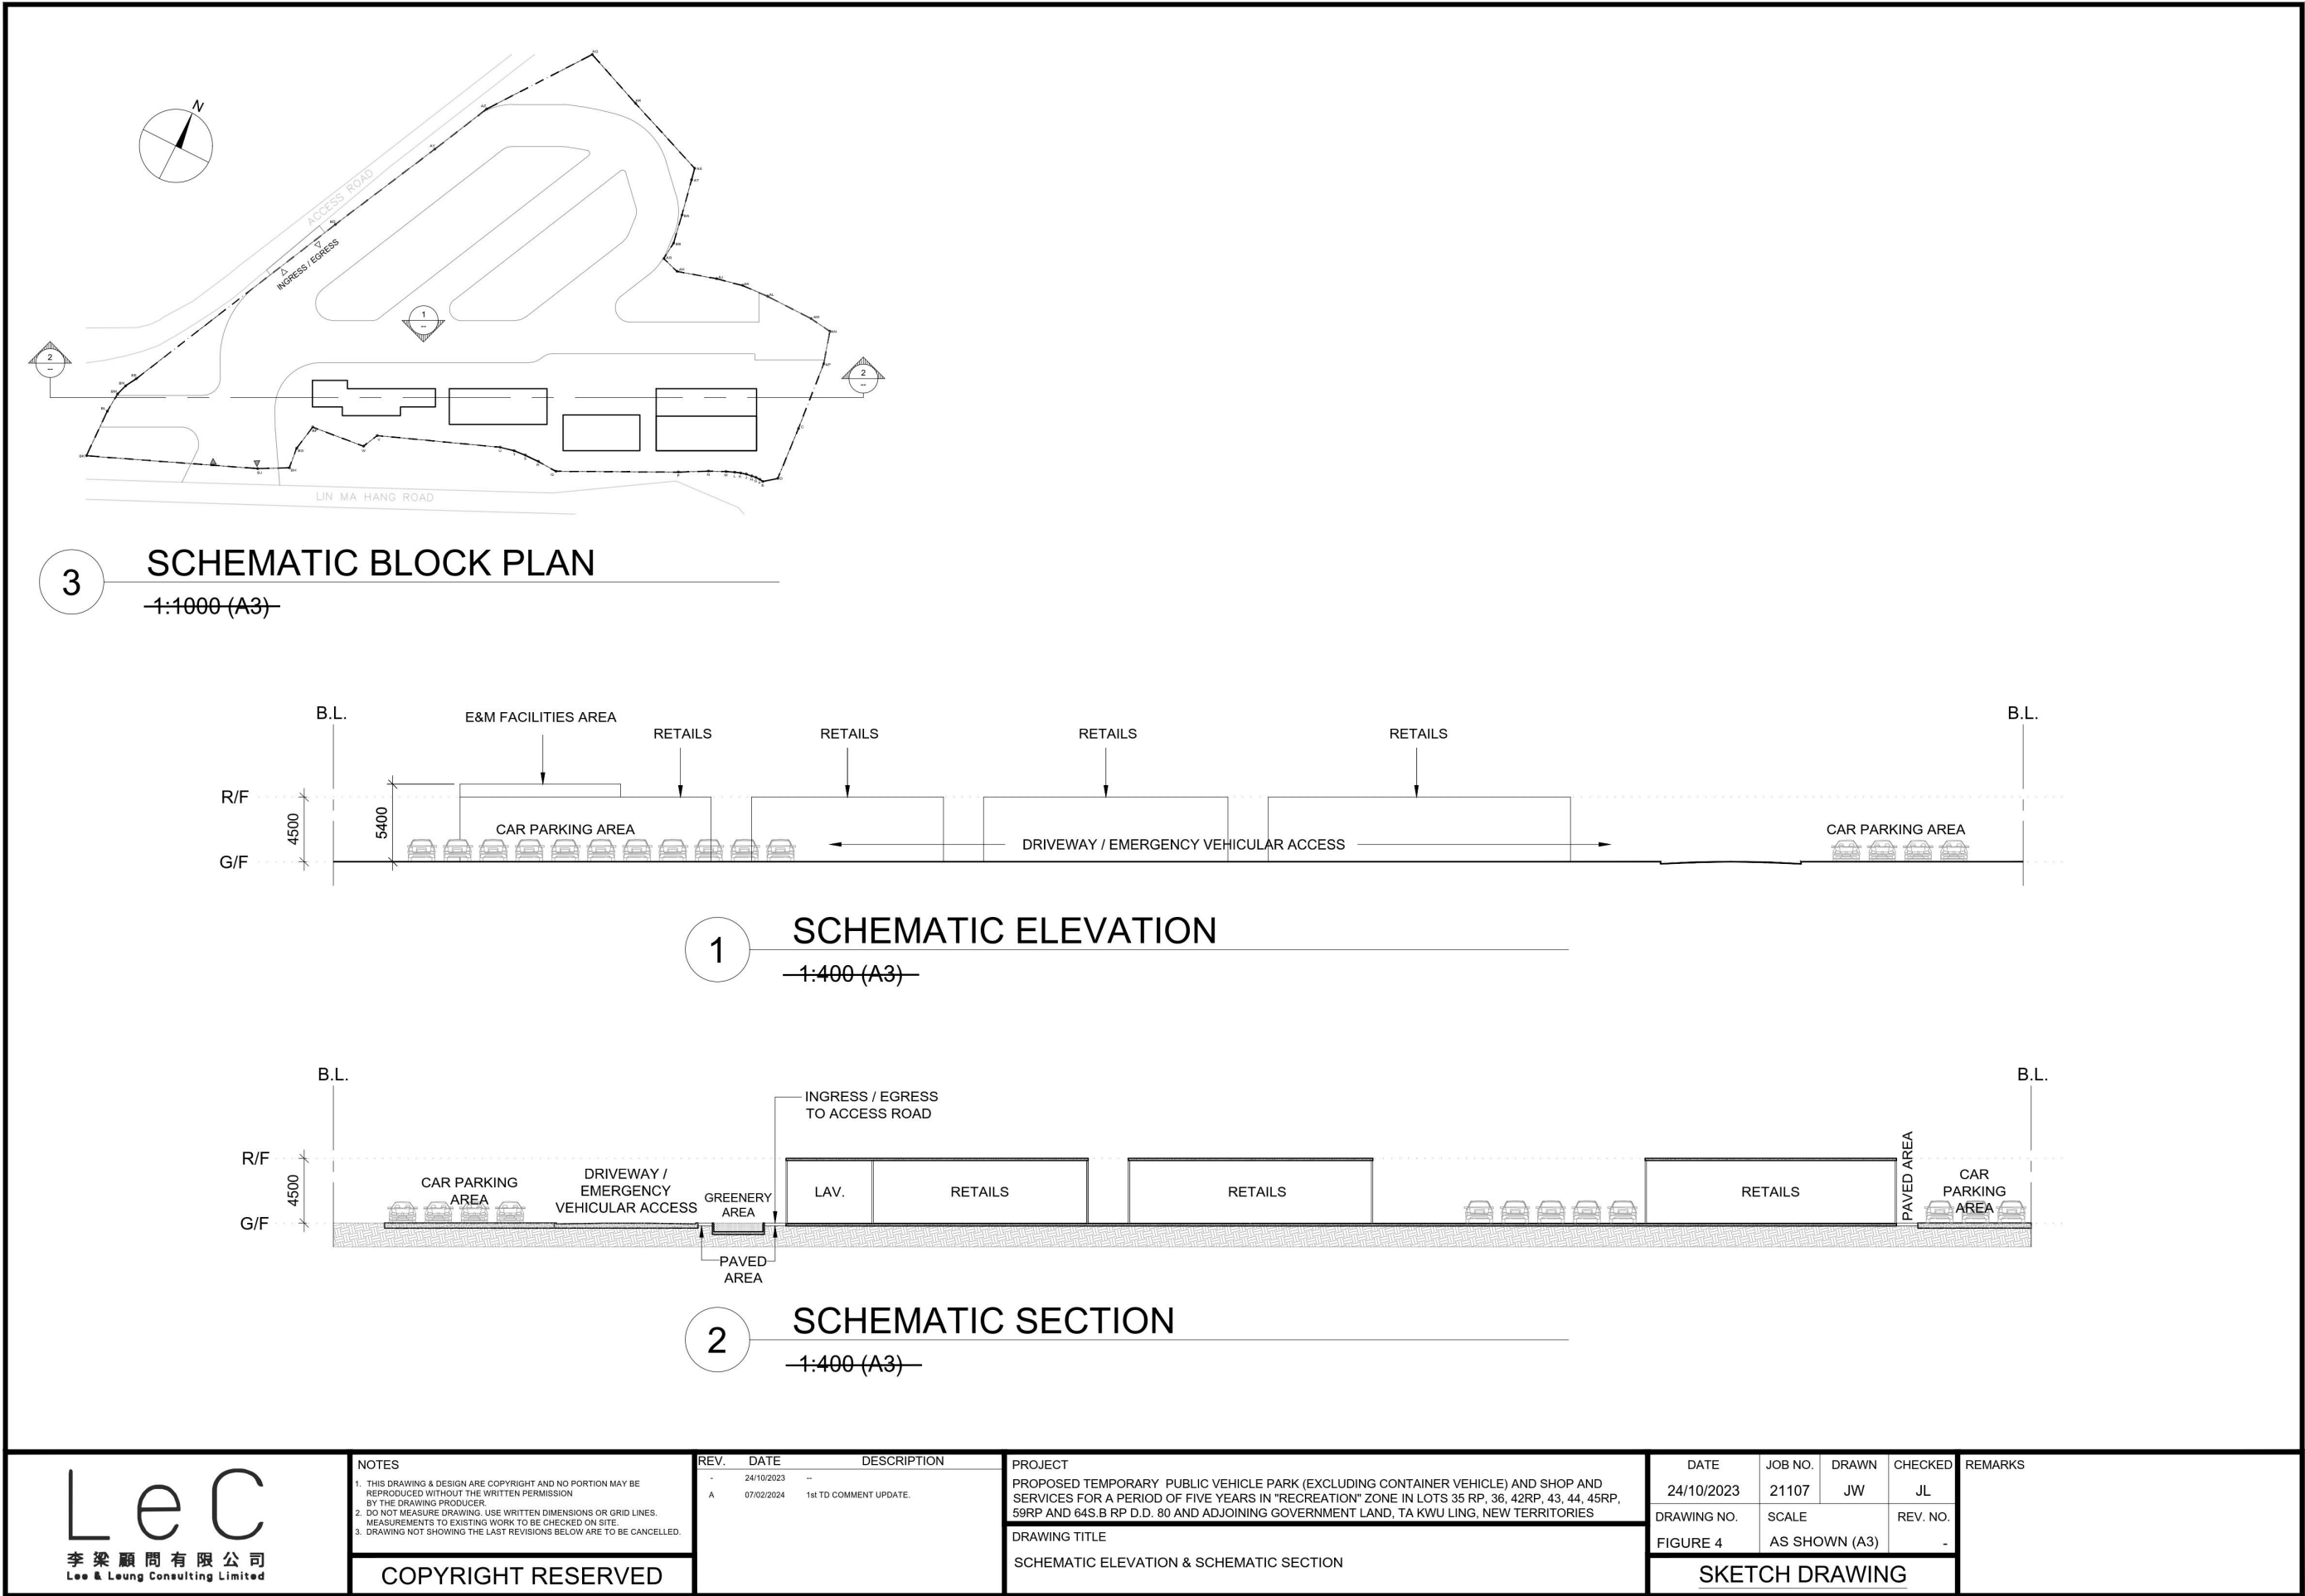 N
ACCESS ROAD
INGRESS / EGRESS
1
--
2
--
2
--
LIN MA HANG ROAD
3
SCHEMATIC BLOCK PLAN
1:1000 (A3)
B.L.
E&M FACILITIES AREA
RETAILS
RETAILS
RETAILS
RETAILS
B.L.
R/F
4500
5400
CAR PARKING AREA
DRIVEWAY / EMERGENCY VEHICULAR ACCESS
CAR PARKING AREA
G/F
1
SCHEMATIC ELEVATION
1:400 (A3)
B.L.
B.L.
INGRESS / EGRESS
TO ACCESS ROAD
R/F
4500
G/F
CAR PARKING
AREA
DRIVEWAY /
EMERGENCY
VEHICULAR ACCESS
GREENERY
AREA
LAV.
RETAILS
RETAILS
RETAILS
PAVED AREA
CAR
PARKING
AREA
PAVED
AREA
2
SCHEMATIC SECTION
1:400 (A3)
LeC
李梁顧問有限公司
Lee & Leung Consulting Limited
NOTES
1. THIS DRAWING & DESIGN ARE COPYRIGHT AND NO PORTION MAY BE
REPRODUCED WITHOUT THE WRITTEN PERMISSION
BY THE DRAWING PRODUCER.
2. DO NOT MEASURE DRAWING. USE WRITTEN DIMENSIONS OR GRID LINES.
MEASUREMENTS TO EXISTING WORK TO BE CHECKED ON SITE.
3. DRAWING NOT SHOWING THE LAST REVISIONS BELOW ARE TO BE CANCELLED.
COPYRIGHT RESERVED
REV. DATE DESCRIPTION
- 24/10/2023 --
A 07/02/2024 1st TD COMMENT UPDATE.
PROJECT
PROPOSED TEMPORARY PUBLIC VEHICLE PARK (EXCLUDING CONTAINER VEHICLE) AND SHOP AND
SERVICES FOR A PERIOD OF FIVE YEARS IN "RECREATION" ZONE IN LOTS 35 RP, 36, 42RP, 43, 44, 45RP,
59RP AND 64S.B RP D.D. 80 AND ADJOINING GOVERNMENT LAND, TA KWU LING, NEW TERRITORIES
DRAWING TITLE
SCHEMATIC ELEVATION & SCHEMATIC SECTION
DATE JOB NO. DRAWN CHECKED
24/10/2023 21107 JW JL
DRAWING NO. SCALE REV. NO.
FIGURE 4 AS SHOWN (A3) -
SKETCH DRAWING
REMARKS